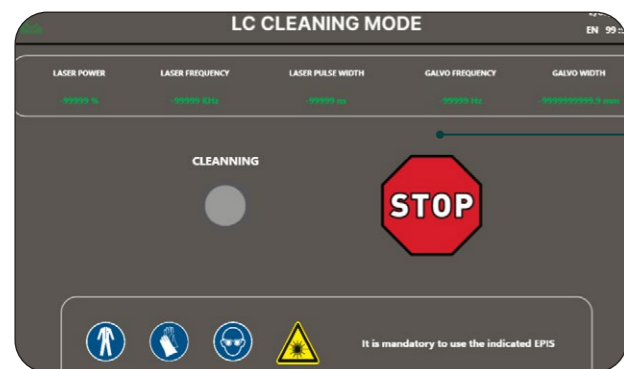 LC CLEANING MODE
EN 99
LASER POWER LASER FREQUENCY LASER PULSE WIDTH GALVO FREQUENCY GALVO WIDTH
-99999 % -99999 KHz -99999 ns -99999 Hz -9999999999.9 mm
CLEANNING
STOP
It is mandatory to use the indicated EPIS